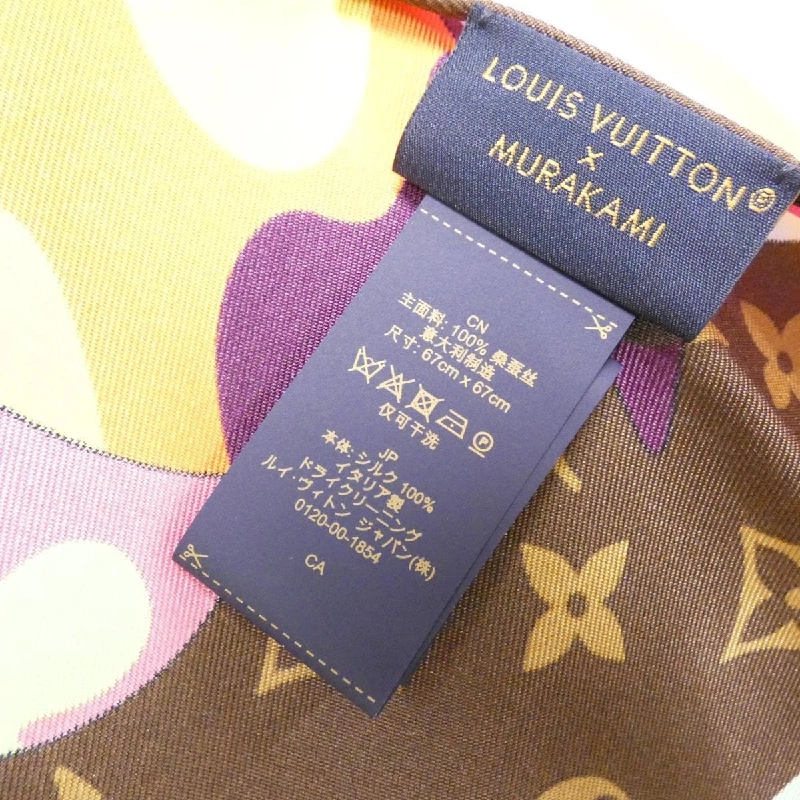 LOUIS VUITTON®
×
MURAKAMI
CN
主面料: 100% 桑蚕丝
意大利制造
尺寸: 67cm x 67cm
仅可干洗
JP
本体: シルク 100%
イタリア製
ドライクリーニング
ルイ・ヴィトン ジャパン(株)
0120-00-1854
CA